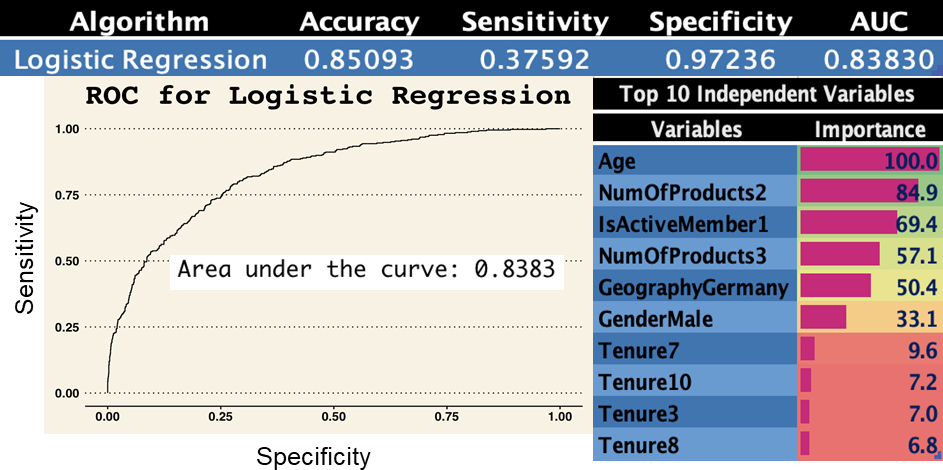 Algorithm Accuracy Sensitivity Specificity AUC
Logistic Regression 0.85093 0.37592 0.97236 0.83830
ROC for Logistic Regression
1.00
0.75
0.50
0.25
0.00
Sensitivity
Area under the curve: 0.8383
0.00 0.25 0.50 0.75 1.00
Specificity
Top 10 Independent Variables
Variables Importance
Age 100.0
NumOfProducts2 84.9
IsActiveMember1 69.4
NumOfProducts3 57.1
GeographyGermany 50.4
GenderMale 33.1
Tenure7 9.6
Tenure10 7.2
Tenure3 7.0
Tenure8 6.8